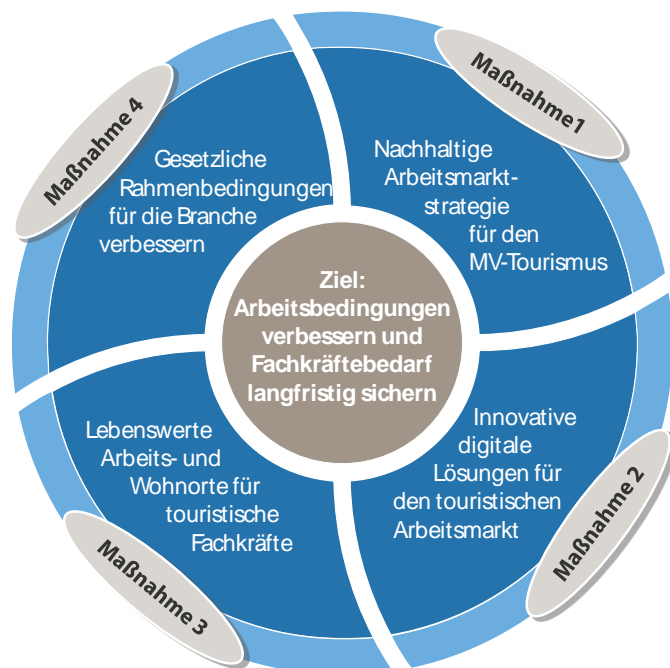 Maßnahme 1
Nachhaltige
Arbeitsmarkt-
strategie
für den
MV-Tourismus
Maßnahme 2
Innovative
digitale
Lösungen für
den touristischen
Arbeitsmarkt
Maßnahme 3
Lebenswerte
Arbeits- und
Wohnorte für
touristische
Fachkräfte
Maßnahme 4
Gesetzliche
Rahmenbedingungen
für die Branche
verbessern
Ziel:
Arbeitsbedingungen
verbessern und
Fachkräftebedarf
langfristig sichern